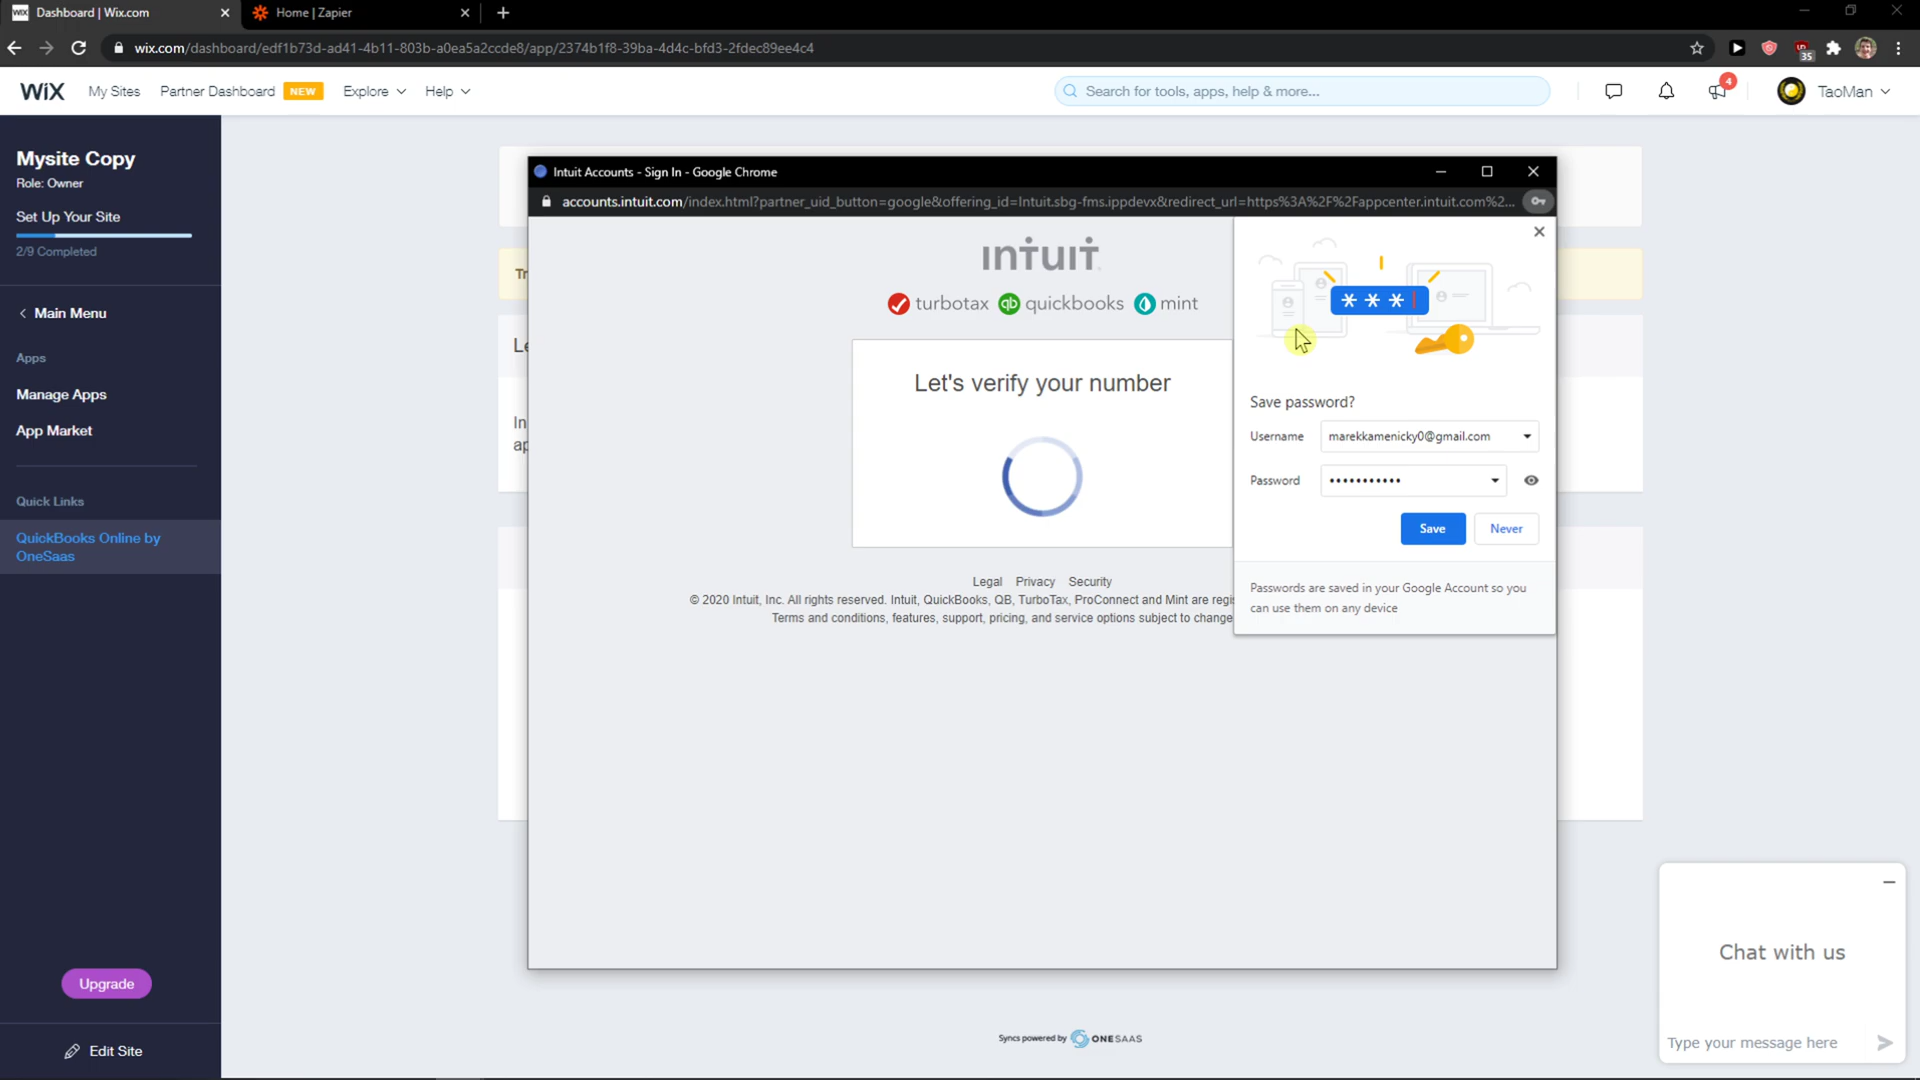 Dashboard | Wix.com
Home | Zapier
wix.com/dashboard/edf1b73d-ad41-4b11-803b-a0ea5a2ccde8/app/2374b1f8-39ba-4d4c-bfd3-2fdec89ee4c4
35
WiX My Sites Partner Dashboard NEW Explore Help
Search for tools, apps, help & more...
4
TaoMan
Mysite Copy
Role: Owner
Set Up Your Site
2/9 Completed
Main Menu
Apps
Manage Apps
App Market
Quick Links
QuickBooks Online by
OneSaas
Upgrade
Edit Site
Tr
Le
In
ap
Intuit Accounts - Sign In - Google Chrome
accounts.intuit.com/index.html?partner_uid_button=google&offering_id=Intuit.sbg-fms.ippdevx&redirect_url=https%3A%2F%2Fappcenter.intuit.com%2...
intuit
turbotax qb quickbooks mint
Let's verify your number
Legal Privacy Security
© 2020 Intuit, Inc. All rights reserved. Intuit, QuickBooks, QB, TurboTax, ProConnect and Mint are regi
Terms and conditions, features, support, pricing, and service options subject to change
* * *
Save password?
Username marekkamenicky0@gmail.com
Password •••••••••••
Save Never
Passwords are saved in your Google Account so you
can use them on any device
Syncs powered by ONESAAS
Chat with us
Type your message here